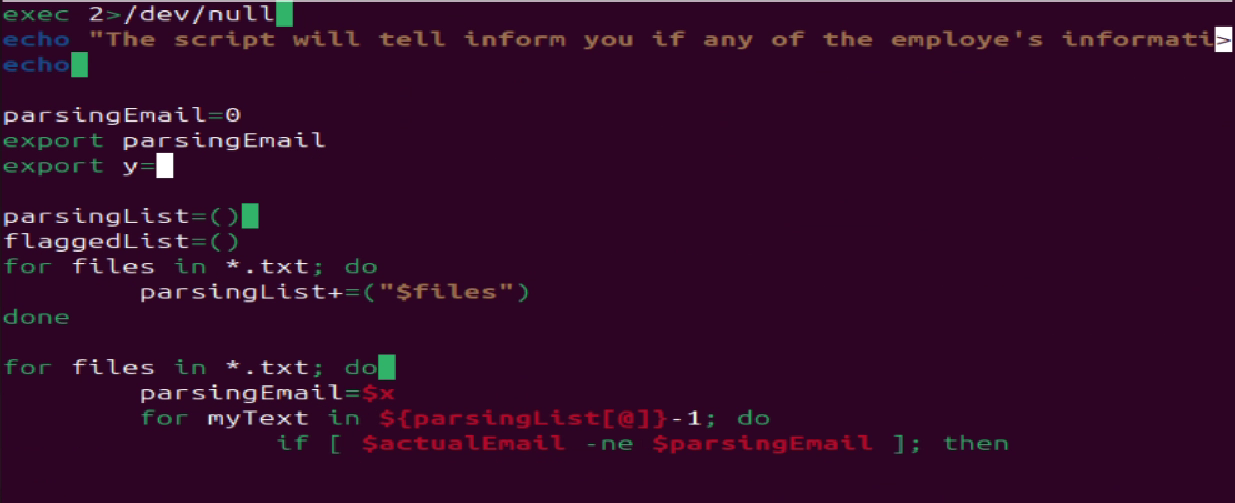 exec 2>/dev/null
echo "The script will tell inform you if any of the employe's informati>
echo
parsingEmail=0
export parsingEmail
export y=
parsingList=()
flaggedList=()
for files in *.txt; do
parsingList+=("$files")
done
for files in *.txt; do
parsingEmail=$x
for myText in ${parsingList[@]}-1; do
if [ $actualEmail -ne $parsingEmail ]; then